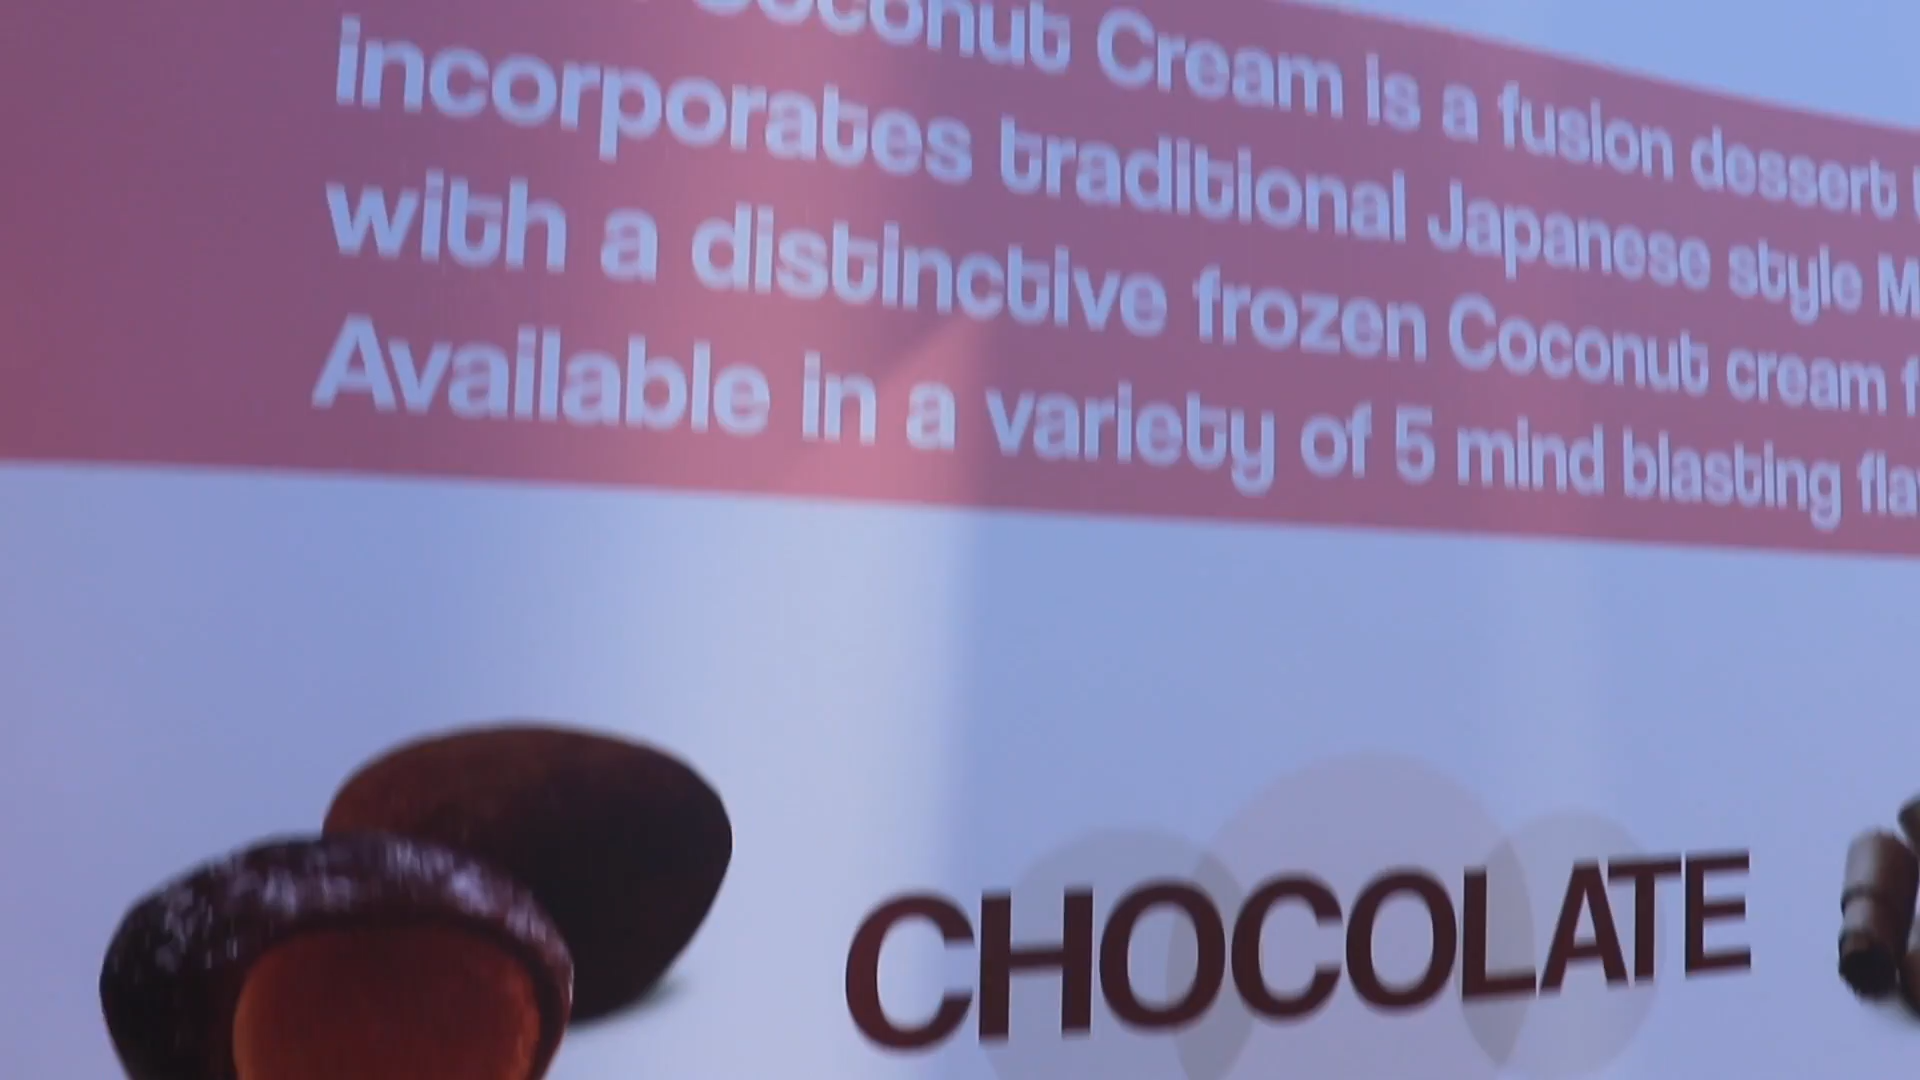 Coconut Cream is a fusion dessert
incorporates traditional Japanese style
with a distinctive frozen Coconut cream
Available in a variety of 5 mind blasting
CHOCOLATE